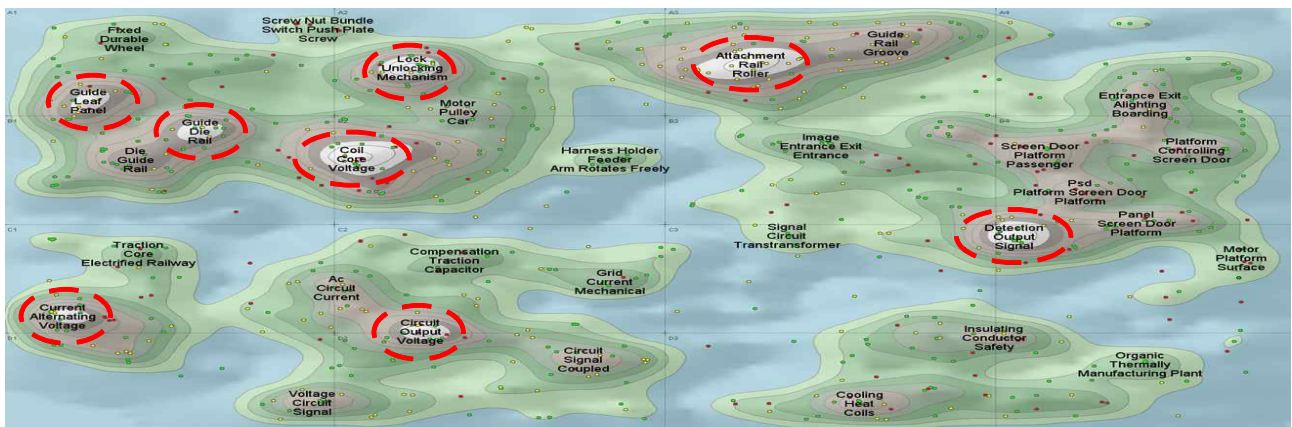 A1
A2
A3
A4
Fixed
Durable
Wheel
Screw Nut Bundle
Switch Push-Plate
Screw
Lock
Unlocking
Mechanism
Attachment
Rail
Roller
Guide
Rail
Groove
Guide
Leaf
Panel
Guide
Die
Rail
Motor
Pulley
Car
Entrance Exit
Alighting
Boarding
B1
B3
B4
Die
Guide
Rail
Coil
Core
Voltage
Harness Holder
Feeder
Arm Rotates Freely
Image
Entrance Exit
Entrance
Screen Door
Platform
Passenger
Platform
Controlling
Screen Door
Psd
Platform Screen Door
Platform
C1
C2
C3
C4
Signal
Circuit
Transtransformer
Detection
Output
Signal
Panel
Screen Door
Platform
Motor
Platform
Surface
Traction
Core
Electrified Railway
Compensation
Traction
Capacitor
Ac
Circuit
Current
Grid
Current
Mechanical
Current
Alternating
Voltage
Circuit
Output
Voltage
D1
D3
D4
Circuit
Signal
Coupled
Insulating
Conductor
Safety
Organic
Thermally
Manufacturing Plant
Voltage
Circuit
Signal
Cooling
Heat
Coils